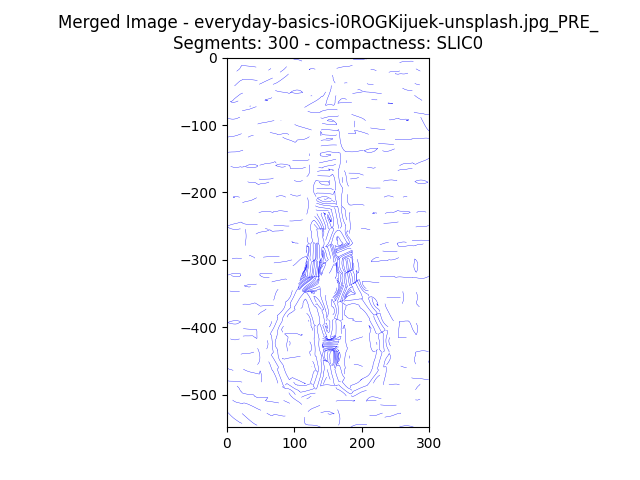 Merged Image - everyday-basics-i0ROGKijuek-unsplash.jpg_PRE_
Segments: 300 - compactness: SLIC0
0
−100
−200
−300
−400
−500
0 100 200 300